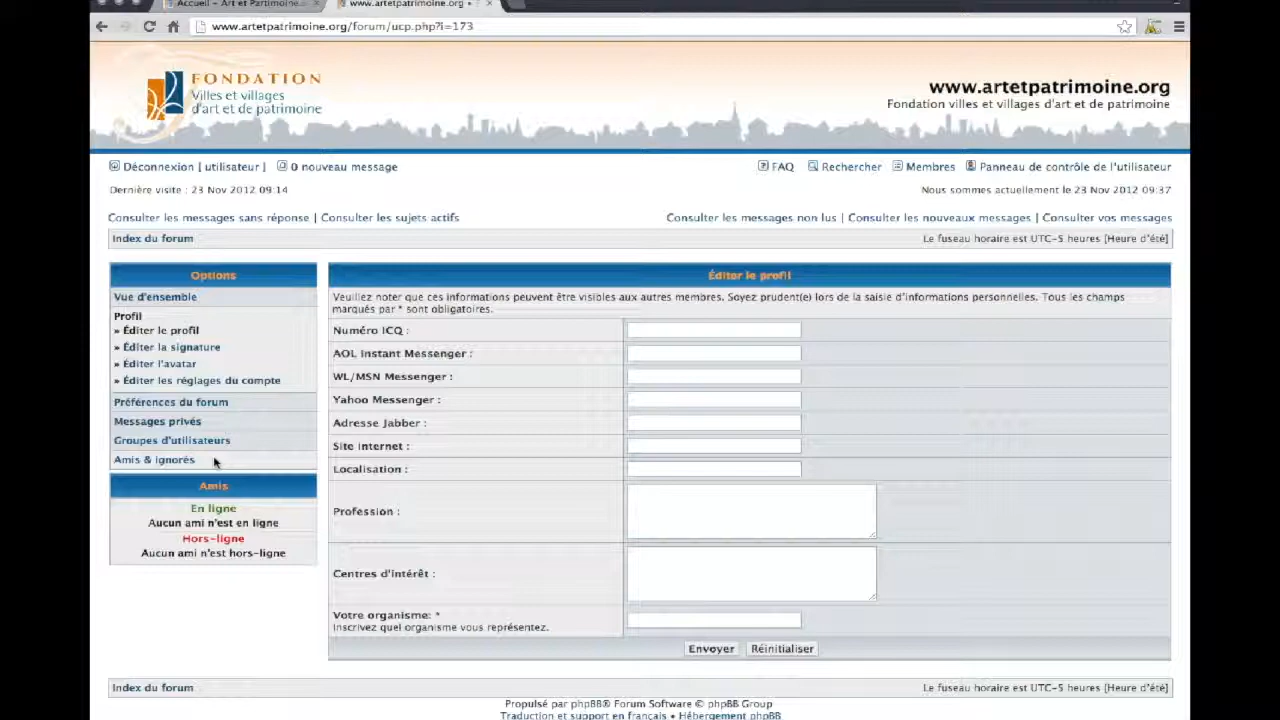 Accueil – Art et Partimoine.
www.artetpatrimoine.org •
www.artetpatrimoine.org/forum/ucp.php?i=173
FONDATION
Villes et villages
d'art et de patrimoine
www.artetpatrimoine.org
Fondation villes et villages d'art et de patrimoine
Déconnexion [ utilisateur ] 0 nouveau message
FAQ Rechercher Membres Panneau de contrôle de l'utilisateur
Dernière visite : 23 Nov 2012 09:14
Nous sommes actuellement le 23 Nov 2012 09:37
Consulter les messages sans réponse | Consulter les sujets actifs
Consulter les messages non lus | Consulter les nouveaux messages | Consulter vos messages
Index du forum
Le fuseau horaire est UTC-5 heures [Heure d'été]
Options
Vue d'ensemble
Profil
» Éditer le profil
» Éditer la signature
» Éditer l'avatar
» Éditer les réglages du compte
Préférences du forum
Messages privés
Groupes d'utilisateurs
Amis & ignorés
Amis
En ligne
Aucun ami n'est en ligne
Hors-ligne
Aucun ami n'est hors-ligne
Éditer le profil
Veuillez noter que ces informations peuvent être visibles aux autres membres. Soyez prudent(e) lors de la saisie d'informations personnelles. Tous les champs
marqués par * sont obligatoires.
Numéro ICQ :
AOL Instant Messenger :
WL/MSN Messenger :
Yahoo Messenger :
Adresse Jabber :
Site internet :
Localisation :
Profession :
Centres d'intérêt :
Votre organisme: *
Inscrivez quel organisme vous représentez.
Envoyer Réinitialiser
Index du forum
Le fuseau horaire est UTC-5 heures [Heure d'été]
Propulsé par phpBB® Forum Software © phpBB Group
Traduction et support en français • Hébergement phpBB